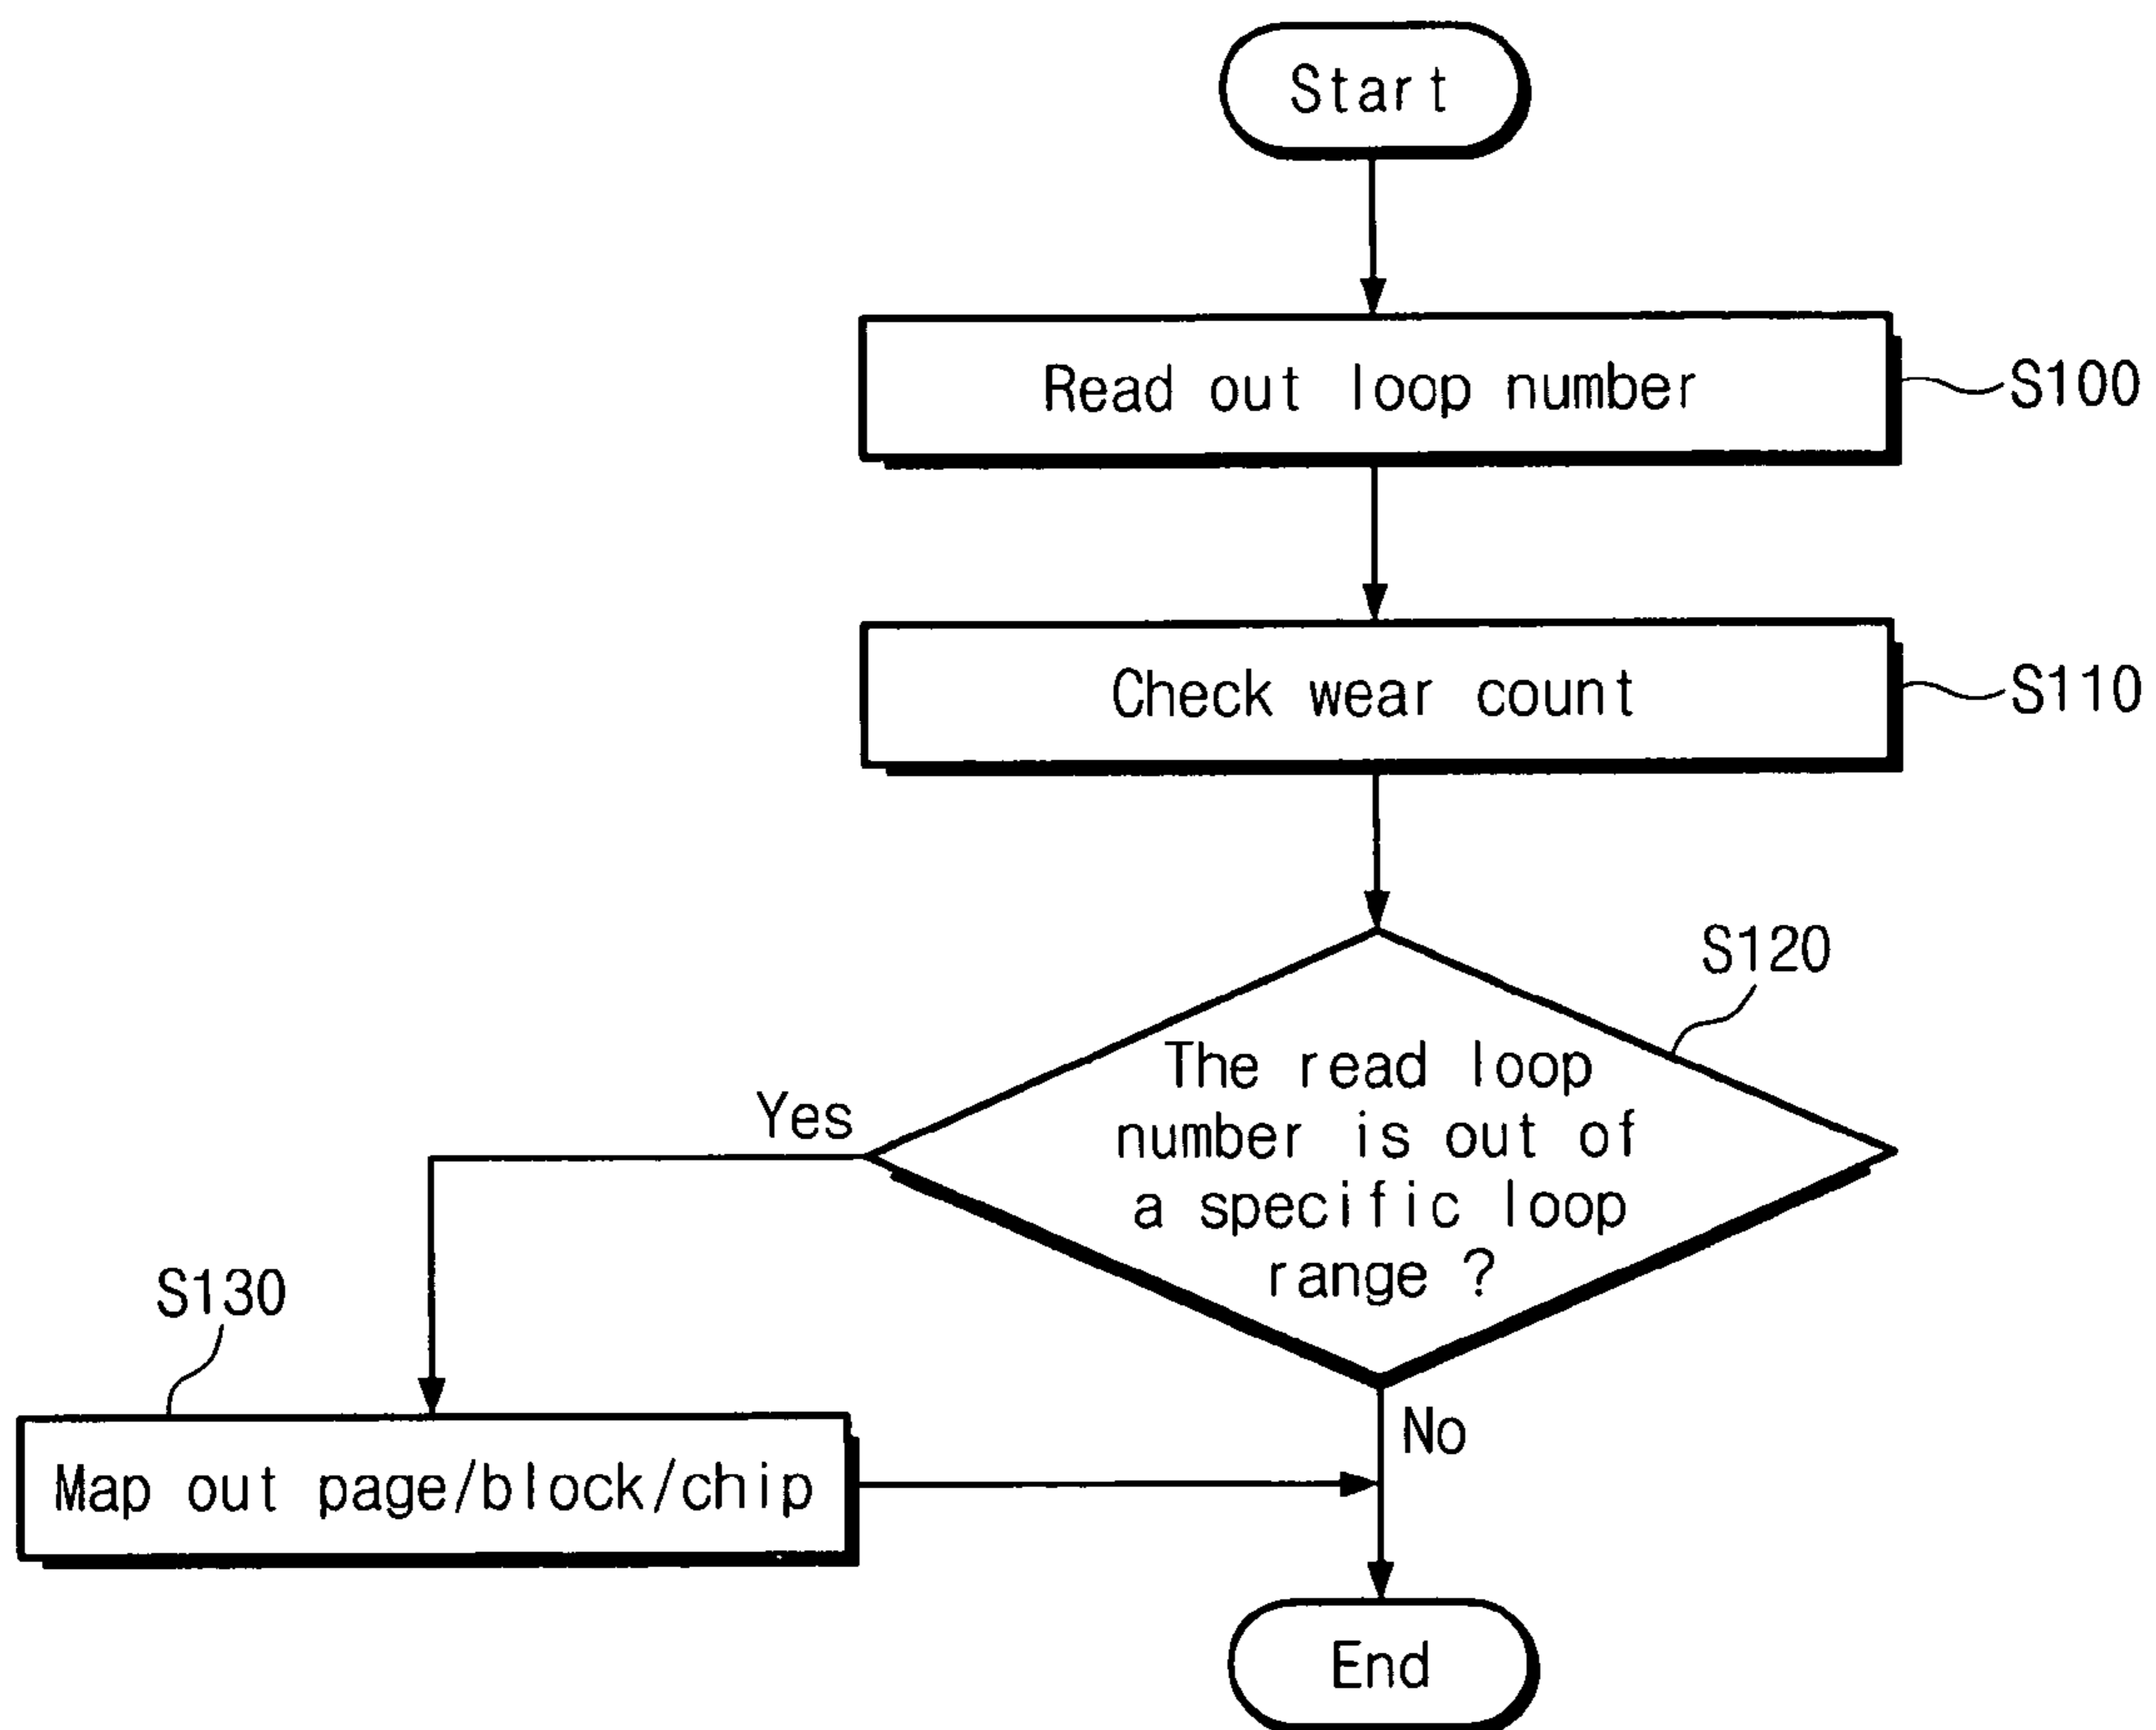 Start
Read out loop number
S100
Check wear count
S110
S120
The read loop
number is out of
a specific loop
range ?
Yes
No
S130
Map out page/block/chip
End